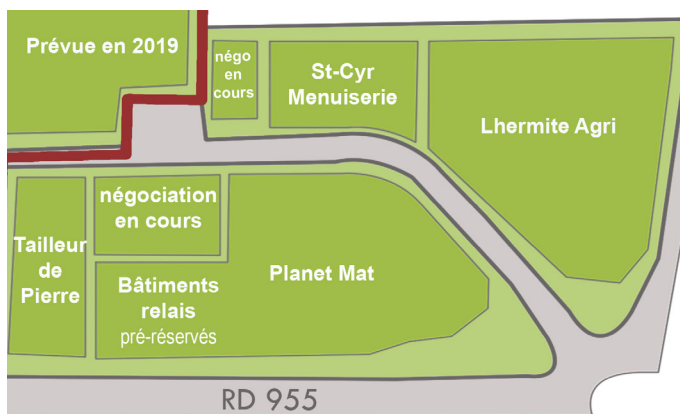 Prévue en 2019
négo
en
cours
St-Cyr
Menuiserie
Lhermite Agri
négociation
en cours
Tailleur
de
Pierre
Bâtiments
relais
pré-réservés
Planet Mat
RD 955